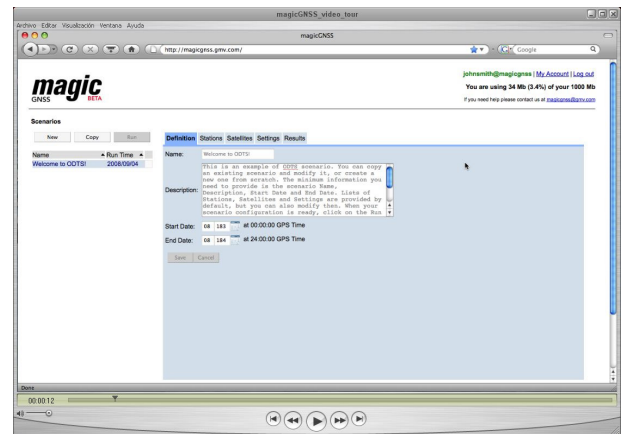 magicGNSS_video_tour
Archivo Editar Visualización Ventana Ayuda
magicGNSS
http://magicgnss.gmv.com/
Google
johnsmith@magicgnss | My Account | Log out
You are using 34 Mb (3.4%) of your 1000 Mb
If you need help please contact us at magicgnss@gmv.com
magic
GNSS BETA
Scenarios
New Copy Run
Name Run Time
Welcome to ODTS! 2008/09/04
Definition Stations Satellites Settings Results
Name: Welcome to ODTS!
Description:
This is an example of ODTS scenario. You can copy
an existing scenario and modify it, or create a
new one from scratch. The minimum information you
need to provide is the scenario Name,
Description, Start Date and End Date. Lists of
Stations, Satellites and Settings are provided by
default, but you can also modify then. When your
scenario configuration is ready, click on the Run
Start Date: 08 183 at 00:00:00 GPS Time
End Date: 08 184 at 24:00:00 GPS Time
Save Cancel
Done
00:00:12